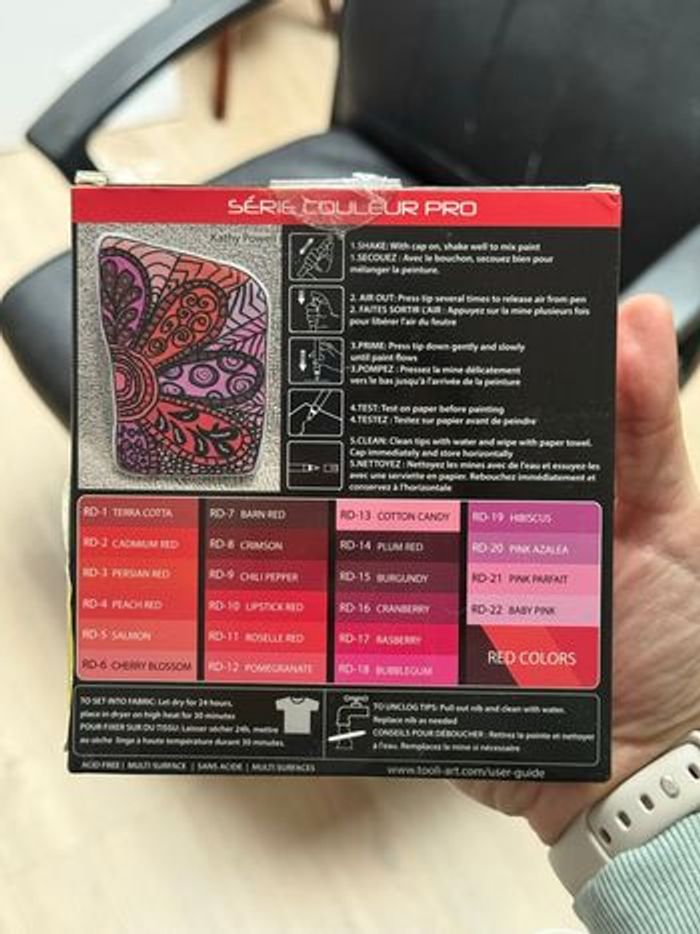 SÉRIE COULEUR PRO
Kathy Powell
1.SHAKE: With cap on, shake well to mix paint
1.SECOUEZ : Avec le bouchon, secouez bien pour
mélanger la peinture.
2. AIR OUT: Press tip several times to release air from pen
2. FAITES SORTIR L'AIR : Appuyez sur la mine plusieurs fois
pour libérer l'air du feutre
3.PRIME: Press tip down gently and slowly
until paint flows
3.POMPEZ : Pressez la mine délicatement
vers le bas jusqu'à l'arrivée de la peinture
4.TEST: Test on paper before painting
4.TESTEZ : Testez sur papier avant de peindre
5.CLEAN: Clean tips with water and wipe with paper towel.
Cap immediately and store horizontally
5.NETTOYEZ : Nettoyez les mines avec de l'eau et essuyez-les
avec une serviette en papier. Rebouchez immédiatement et
conservez à l'horizontale
RD-1 TERRA COTTA
RD-2 CADMIUM RED
RD-3 PERSIAN RED
RD-4 PEACH RED
RD-5 SALMON
RD-6 CHERRY BLOSSOM
RD-7 BARN RED
RD-8 CRIMSON
RD-9 CHILI PEPPER
RD-10 LIPSTICK RED
RD-11 ROSELLE RED
RD-12 POMEGRANATE
RD-13 COTTON CANDY
RD-14 PLUM RED
RD-15 BURGUNDY
RD-16 CRANBERRY
RD-17 RASBERRY
RD-18 BUBBLEGUM
RD-19 HIBISCUS
RD-20 PINK AZALEA
RD-21 PINK PARFAIT
RD-22 BABY PINK
RED COLORS
TO SET INTO FABRIC: Let dry for 24 hours,
place in dryer on high heat for 30 minutes
POUR FIXER SUR DU TISSU: Laisser sécher 24h, mettre
au sèche linge à haute température durant 30 minutes.
TO UNCLOG TIPS: Pull out nib and clean with water.
Replace nib as needed
CONSEILS POUR DÉBOUCHER : Retirez la pointe et nettoyez
à l'eau. Remplacez la mine si nécessaire
ACID FREE | MULTI SURFACE | SANS ACIDE | MULTI SURFACES
www.tooli-art.com/user-guide